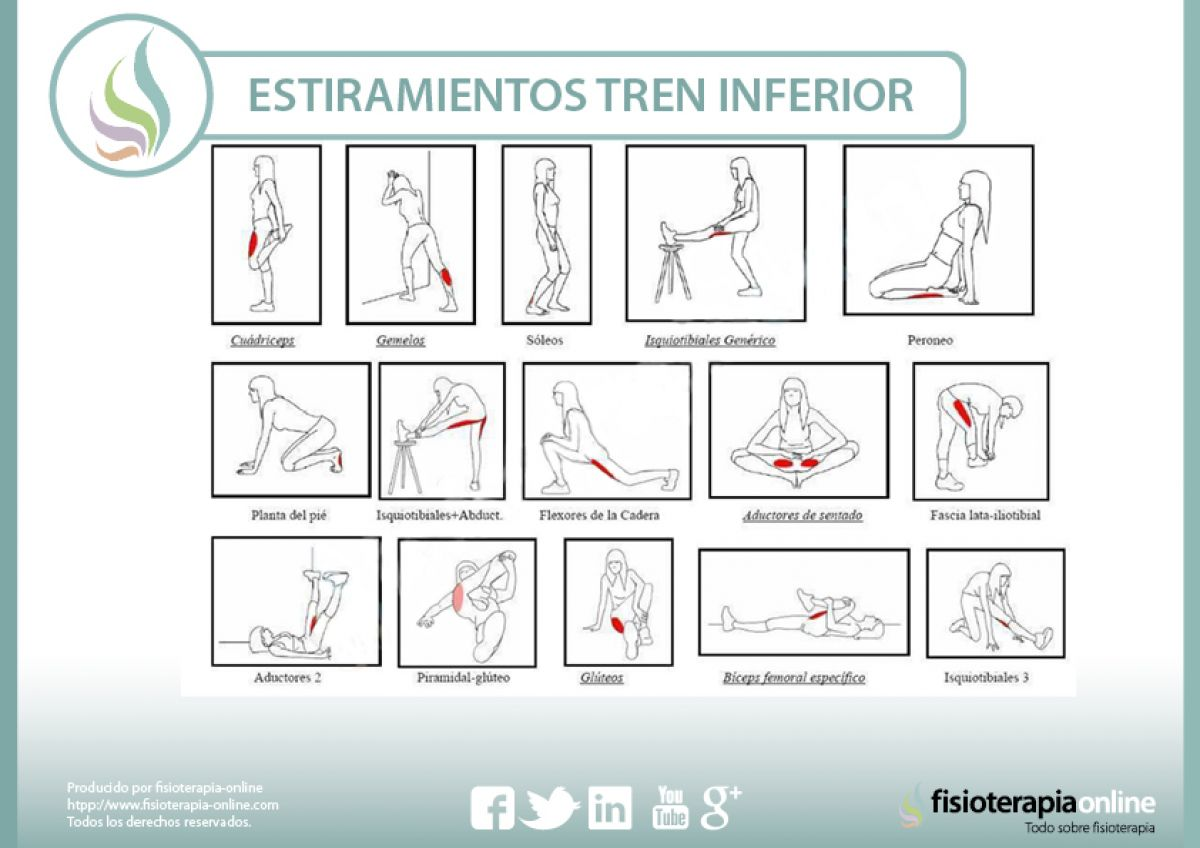 ESTIRAMIENTOS TREN INFERIOR
Cuádriceps
Gemelos
Sóleos
Isquiotibiales Genérico
Peroneo
Planta del pié
Isquiotibiales+Abduct.
Flexores de la Cadera
Aductores de sentado
Fascia lata-iliotibial
Aductores 2
Piramidal-glúteo
Glúteos
Bíceps femoral específico
Isquiotibiales 3
Producido por fisioterapia-online
htpp://www.fisioterapia-online.com
Todos los derechos reservados.
You
Tube
fisioterapiaonline
Todo sobre fisioterapia